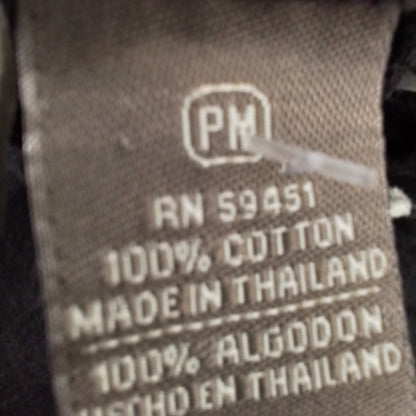 PM
RN 59451
100% COTTON
MADE IN THAILAND
100% ALGODON
HECHO EN THAILAND